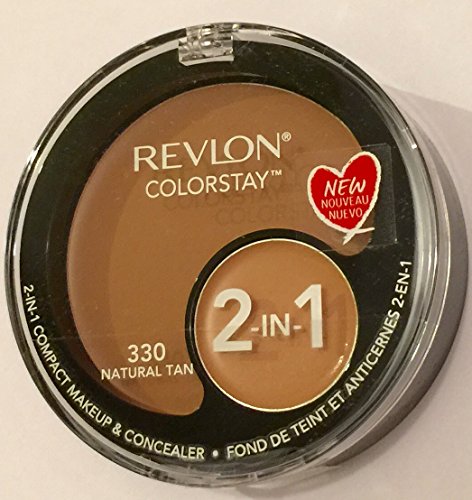 REVLON®
COLORSTAY™
NEW
NOUVEAU
NUEVO
2-IN-1
330
NATURAL TAN
2-IN-1 COMPACT MAKEUP & CONCEALER • FOND DE TEINT ET ANTICERNES 2-EN-1